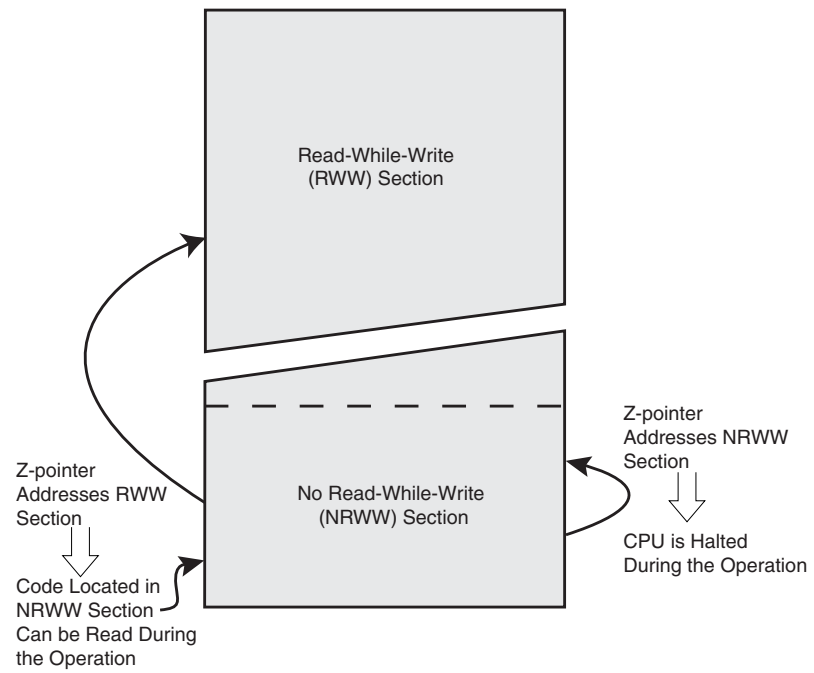 Read-While-Write
(RWW) Section
Z-pointer
Addresses NRWW
Section
Z-pointer
Addresses RWW
Section
No Read-While-Write
(NRWW) Section
CPU is Halted
During the Operation
Code Located in
NRWW Section
Can be Read During
the Operation